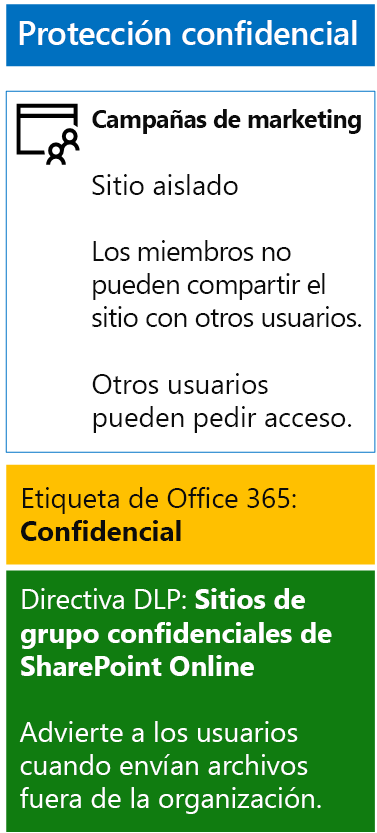 Protección confidencial
Campañas de marketing
Sitio aislado
Los miembros no
pueden compartir el
sitio con otros usuarios.
Otros usuarios
pueden pedir acceso.
Etiqueta de Office 365:
Confidencial
Directiva DLP: Sitios de
grupo confidenciales de
SharePoint Online
Advierte a los usuarios
cuando envían archivos
fuera de la organización.